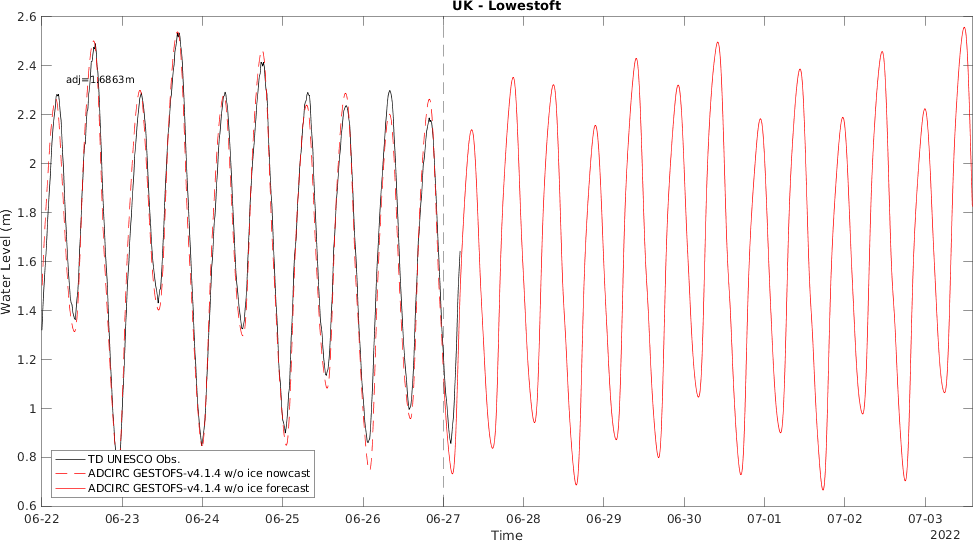 UK - Lowestoft
2.6
2.4
adj=1.6863m
2.2
2
1.8
1.6
1.4
1.2
1
0.8
0.6
Water Level (m)
TD UNESCO Obs.
ADCIRC GESTOFS-v4.1.4 w/o ice nowcast
ADCIRC GESTOFS-v4.1.4 w/o ice forecast
06-22 06-23 06-24 06-25 06-26 06-27 06-28 06-29 06-30 07-01 07-02 07-03
Time
2022